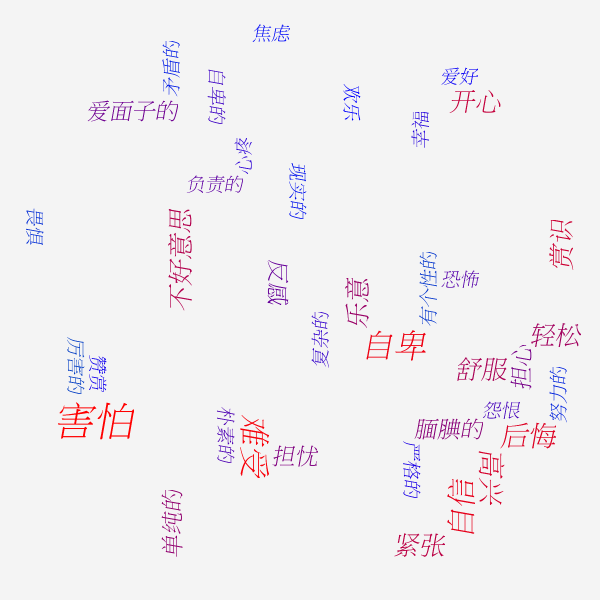 焦虑
矛盾的
自卑的
爱面子的
欢乐
爱好
开心
幸福
恶心
负责的
现实的
畏惧
不好意思
赏识
反感
有个性的
恐怖
乐意
复杂的
自卑
轻松
厉害的
赞赏
舒服
担心
努力的
害怕
朴素的
难受
担忧
怨恨
腼腆的
后悔
严格的
高兴
自信
单纯的
紧张